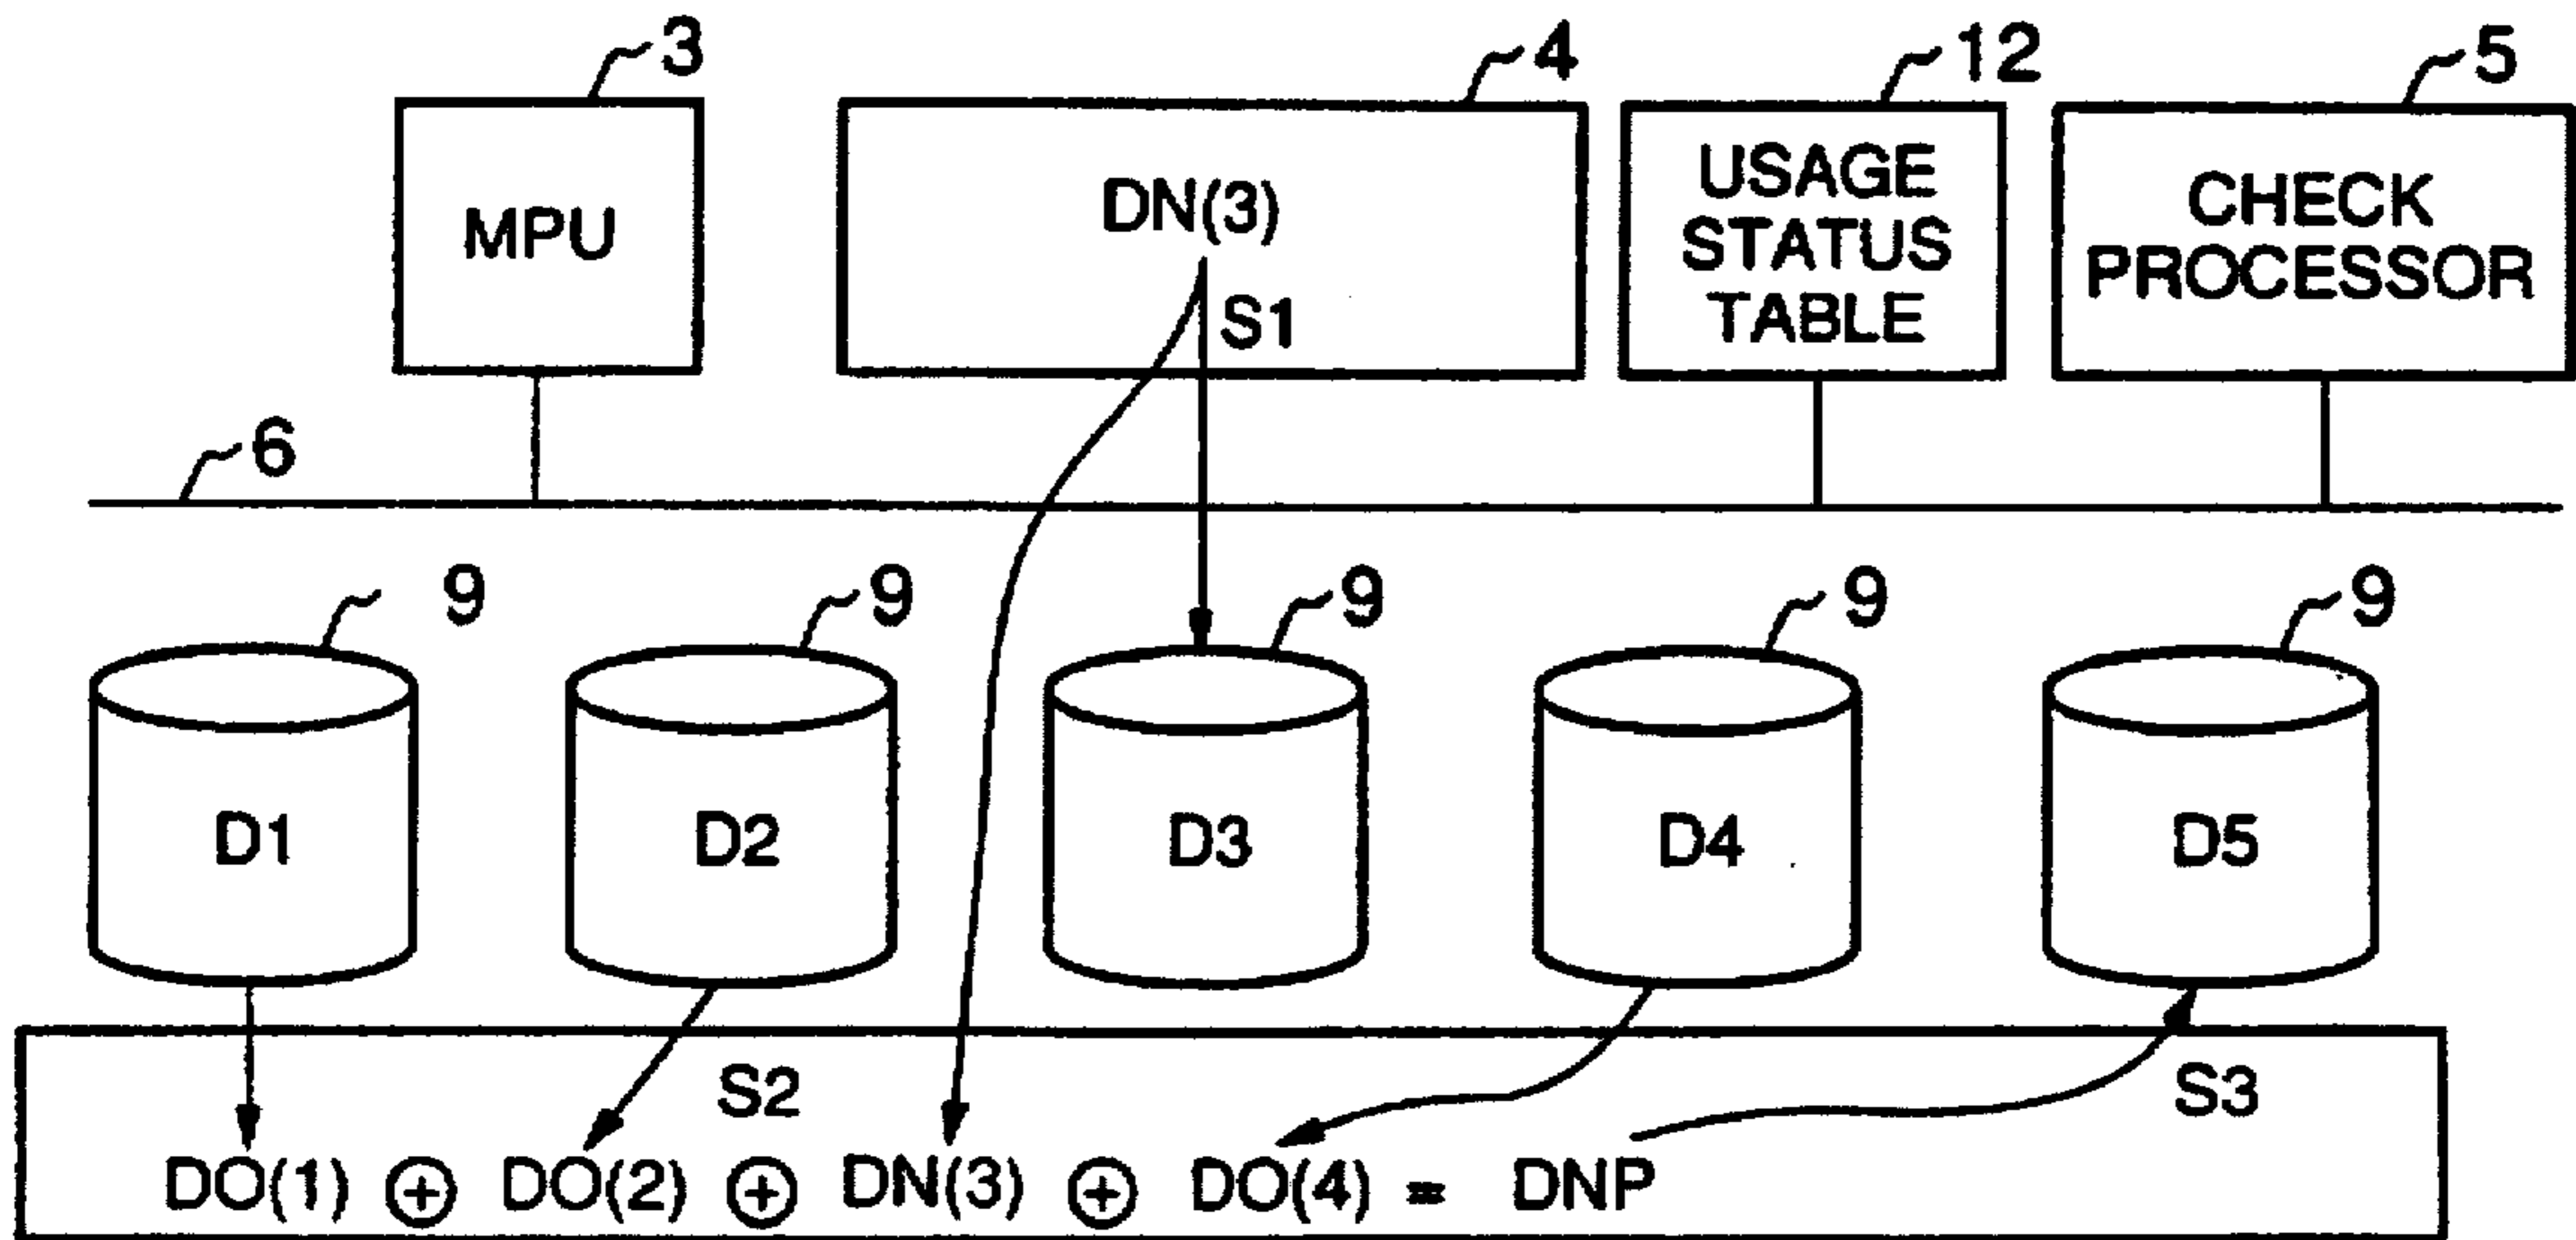 3
4
12
5
MPU
DN(3)
S1
USAGE
STATUS
TABLE
CHECK
PROCESSOR
6
9
9
9
9
9
D1
D2
D3
D4
D5
S2
S3
DO(1) ⊕ DO(2) ⊕ DN(3) ⊕ DO(4) = DNP